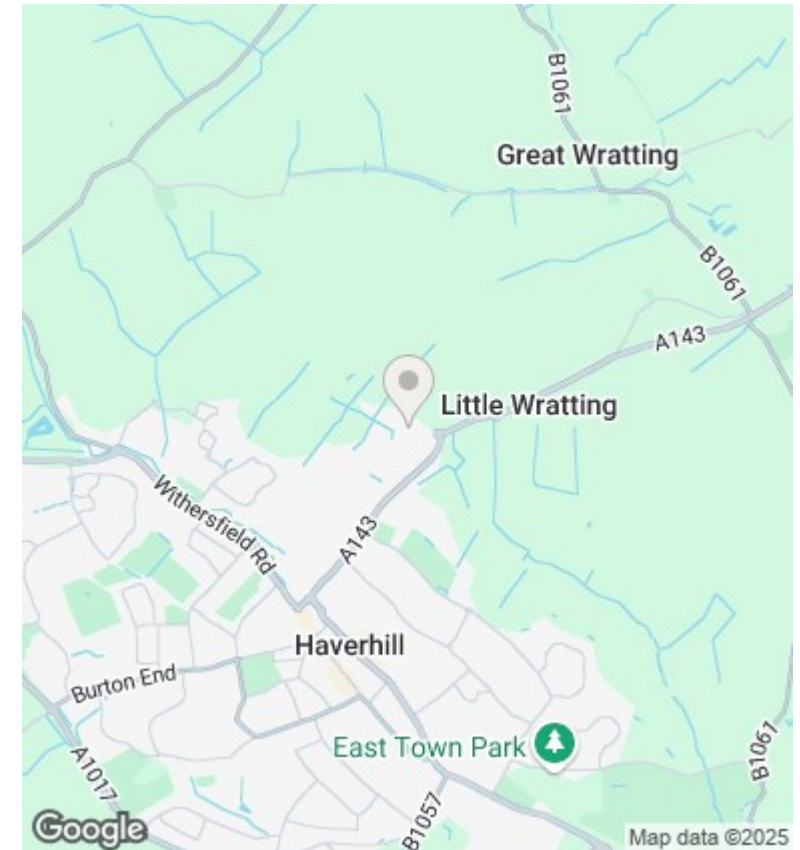 B1061
Great Wratting
B1061
A143
Little Wratting
Withersfield Rd
A143
Haverhill
Burton End
East Town Park
A1017
B1061
B1057
Google
Map data ©2025